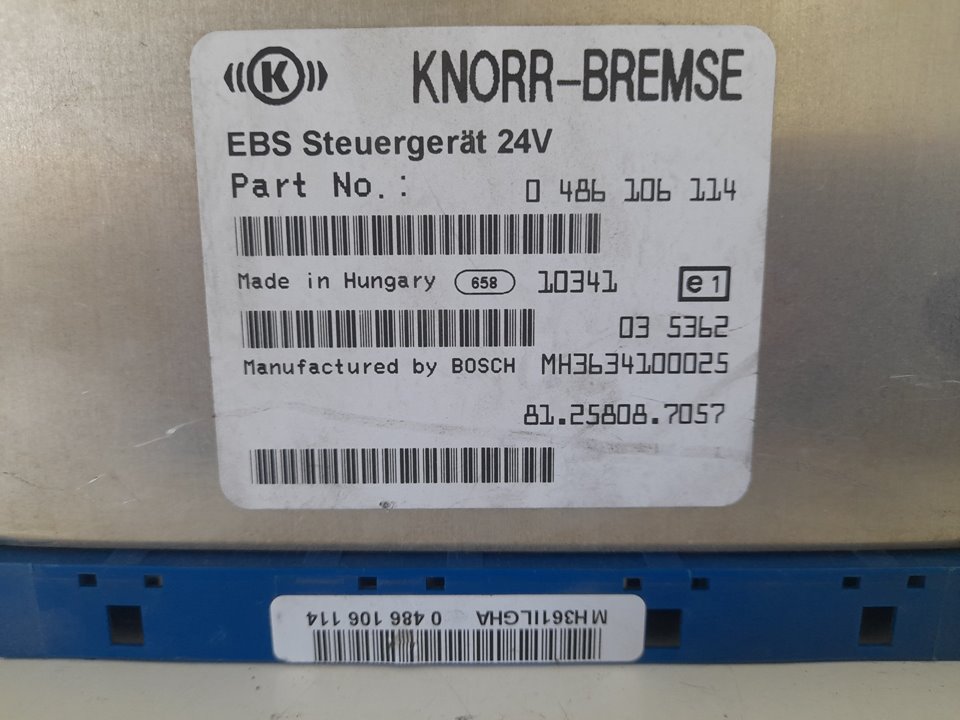 K KNORR-BREMSE
EBS Steuergerät 24V
Part No.: 0 486 106 114
Made in Hungary 658 10341 e1
03 5362
Manufactured by BOSCH MH3634100025
81.25808.7057
MH3611LGHA 0 486 106 114